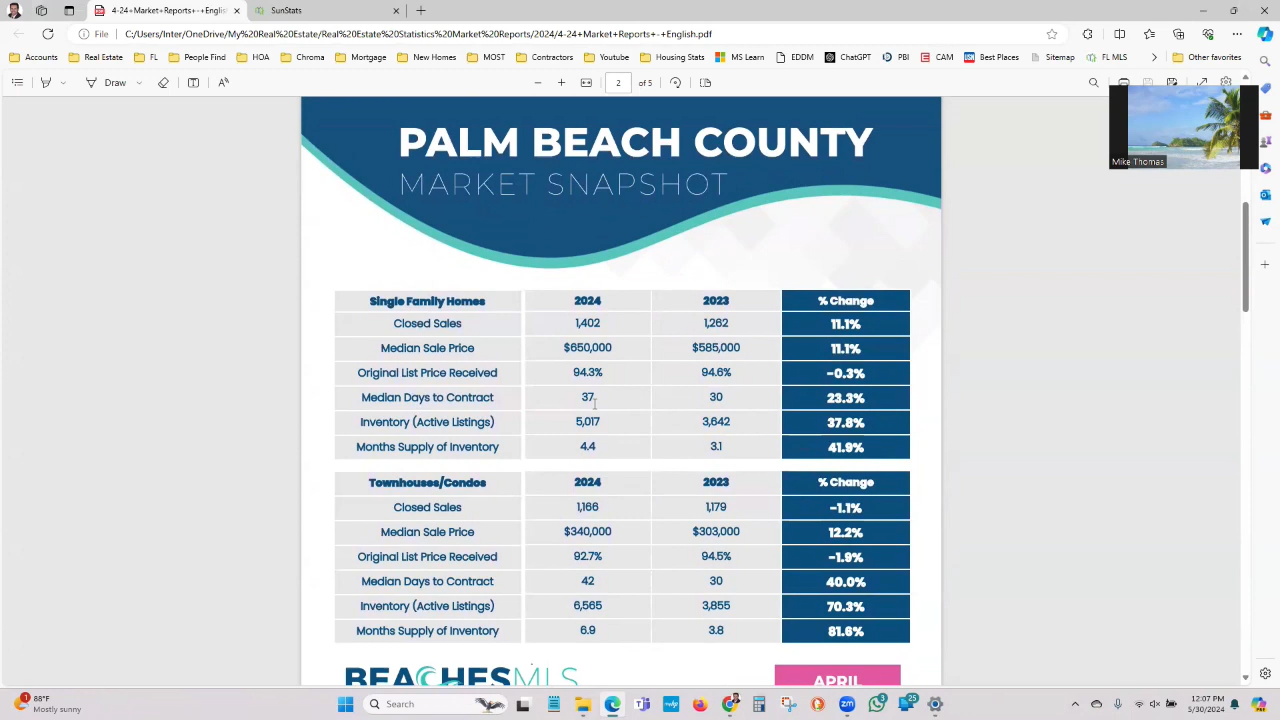 4-24+Market+Reports+-+Englis
SunStats
File
C:/Users/Inter/OneDrive/My%20Real%20Estate/Real%20Estate%20Statistics%20Market%20Reports/2024/4-24+Market+Reports+-+English.pdf
Accounts Real Estate FL People Find HOA Chroma Mortgage New Homes MOST Contractors Youtube Housing Stats MS Learn EDDM ChatGPT PBI CAM Best Places Sitemap FL MLS Other favorites
Draw 2 of 5
Mike Thomas
PALM BEACH COUNTY
MARKET SNAPSHOT
Single Family Homes 2024 2023 % Change
Closed Sales 1,402 1,262 11.1%
Median Sale Price $650,000 $585,000 11.1%
Original List Price Received 94.3% 94.6% -0.3%
Median Days to Contract 37 30 23.3%
Inventory (Active Listings) 5,017 3,642 37.8%
Months Supply of Inventory 4.4 3.1 41.9%
Townhouses/Condos 2024 2023 % Change
Closed Sales 1,166 1,179 -1.1%
Median Sale Price $340,000 $303,000 12.2%
Original List Price Received 92.7% 94.5% -1.9%
Median Days to Contract 42 30 40.0%
Inventory (Active Listings) 6,565 3,855 70.3%
Months Supply of Inventory 6.9 3.8 81.6%
BEACHESMLS
APRIL
88°F
Mostly sunny
Search
3
25
12:07 PM
5/30/2024